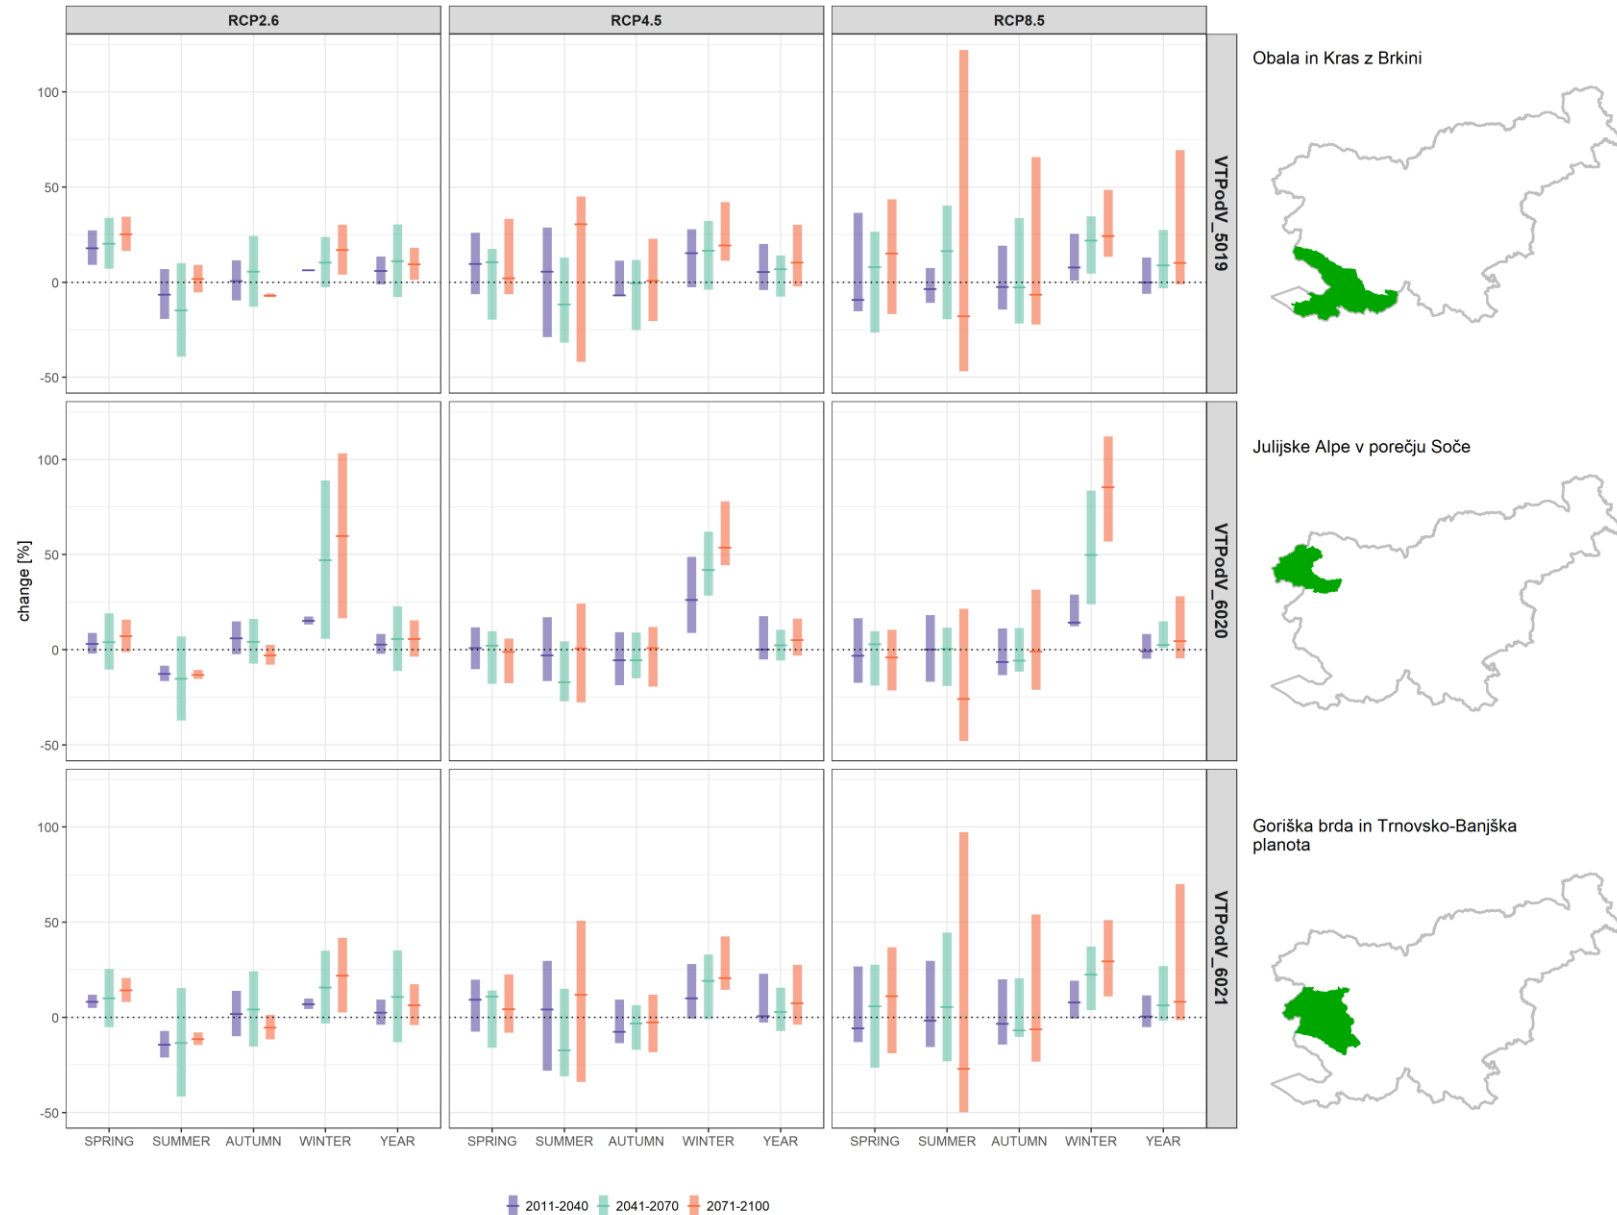 RCP2.6 RCP4.5 RCP8.5
Obala in Kras z Brkini
100
50
0
-50
VTPodV_5019
Julijske Alpe v porečju Soče
100
50
0
-50
VTPodV_6020
change [%]
Goriška brda in Trnovsko-Banjška
planota
100
50
0
-50
VTPodV_6021
SPRING SUMMER AUTUMN WINTER YEAR SPRING SUMMER AUTUMN WINTER YEAR SPRING SUMMER AUTUMN WINTER YEAR
2011-2040 2041-2070 2071-2100